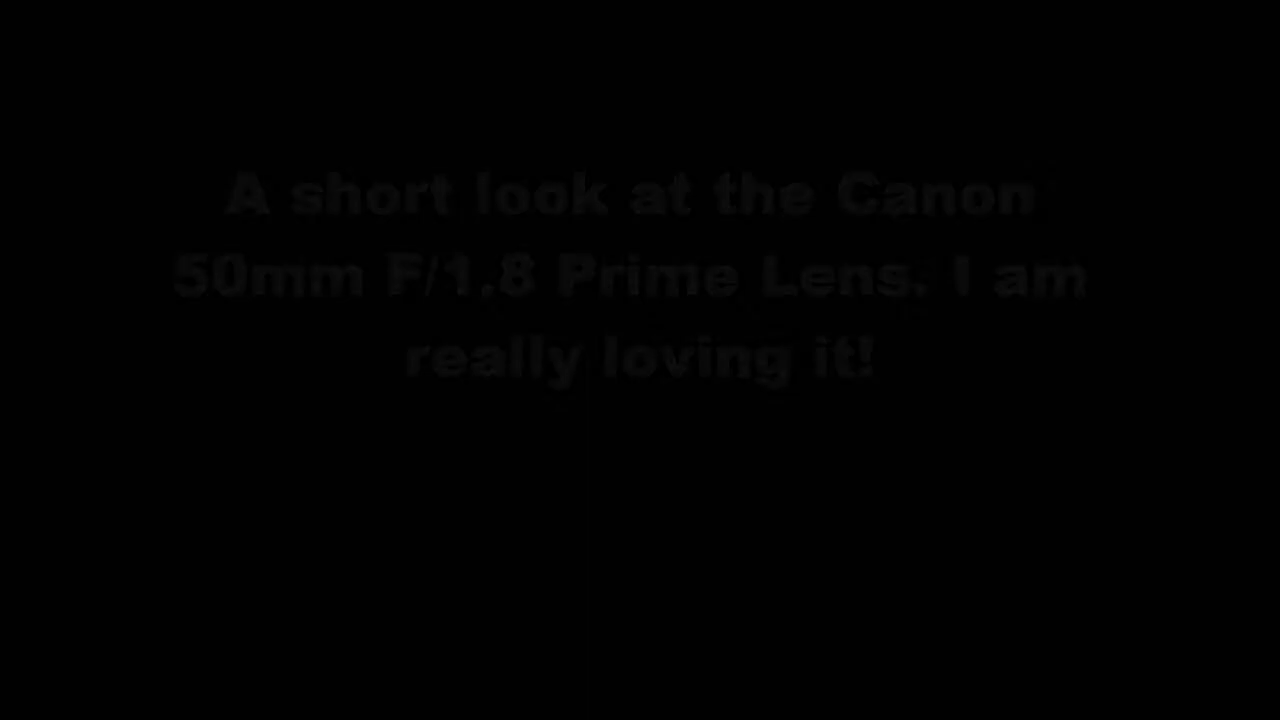 A short look at the Canon
50mm F/1.8 Prime Lens. I am
really loving it!